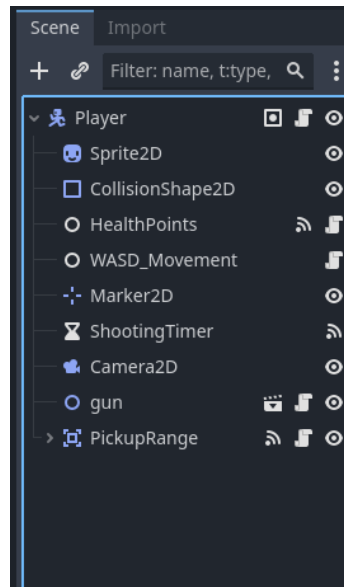 Scene Import
Filter: name, t:type,
Player
Sprite2D
CollisionShape2D
HealthPoints
WASD_Movement
Marker2D
ShootingTimer
Camera2D
gun
PickupRange